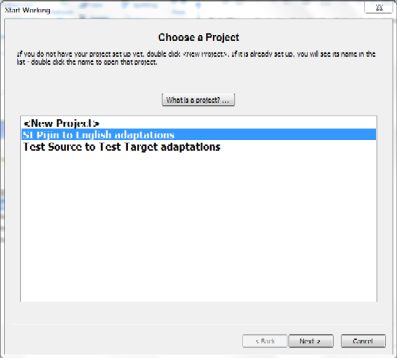 Start Working
Choose a Project
If you do not have your project set up yet, double click <New Project>. If it is already set up, you will see its name in the
list - double click the name to open that project.
What is a project? ...
<New Project>
SI Pijin to English adaptations
Test Source to Test Target adaptations
< Back
Next >
Cancel